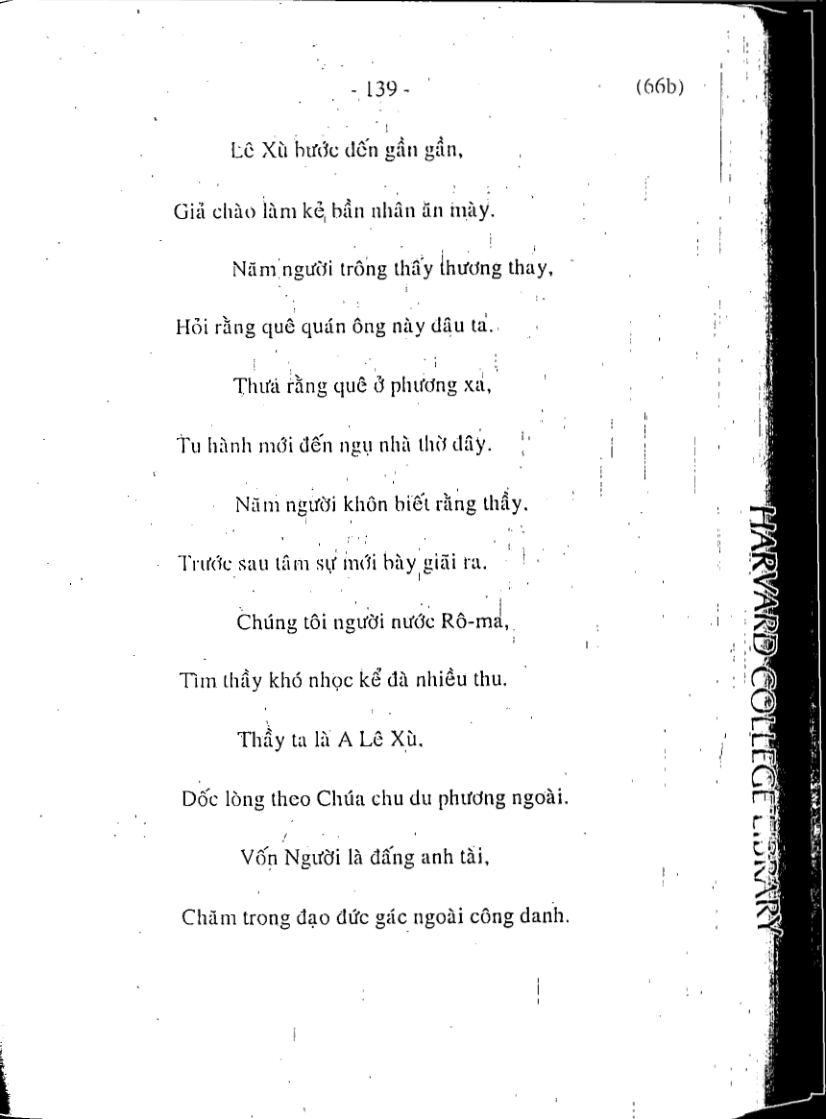 - 139 -
(66b)
Lê Xù bước đến gần gần,
Giả chào làm kẻ bần nhân ăn mày.
Năm người trông thấy thương thay,
Hỏi rằng quê quán ông này đâu ta.
Thưa rằng quê ở phương xa,
Tu hành mới đến ngụ nhà thờ đây.
Năm người khôn biết rằng thầy.
Trước sau tâm sự mới bày giãi ra.
Chúng tôi người nước Rô-ma,
Tìm thầy khó nhọc kể đà nhiều thu.
Thầy ta là A Lê Xù,
Dốc lòng theo Chúa chu du phương ngoài.
Vốn Người là đấng anh tài,
Chăm trong đạo đức gác ngoài công danh.
HARVARD COLLEGE LIBRARY